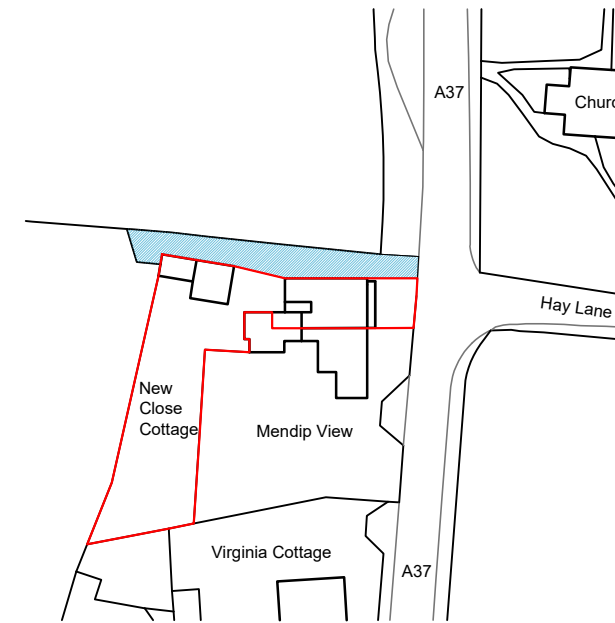 A37
Churc
Hay Lane
New
Close
Cottage
Mendip View
Virginia Cottage
A37